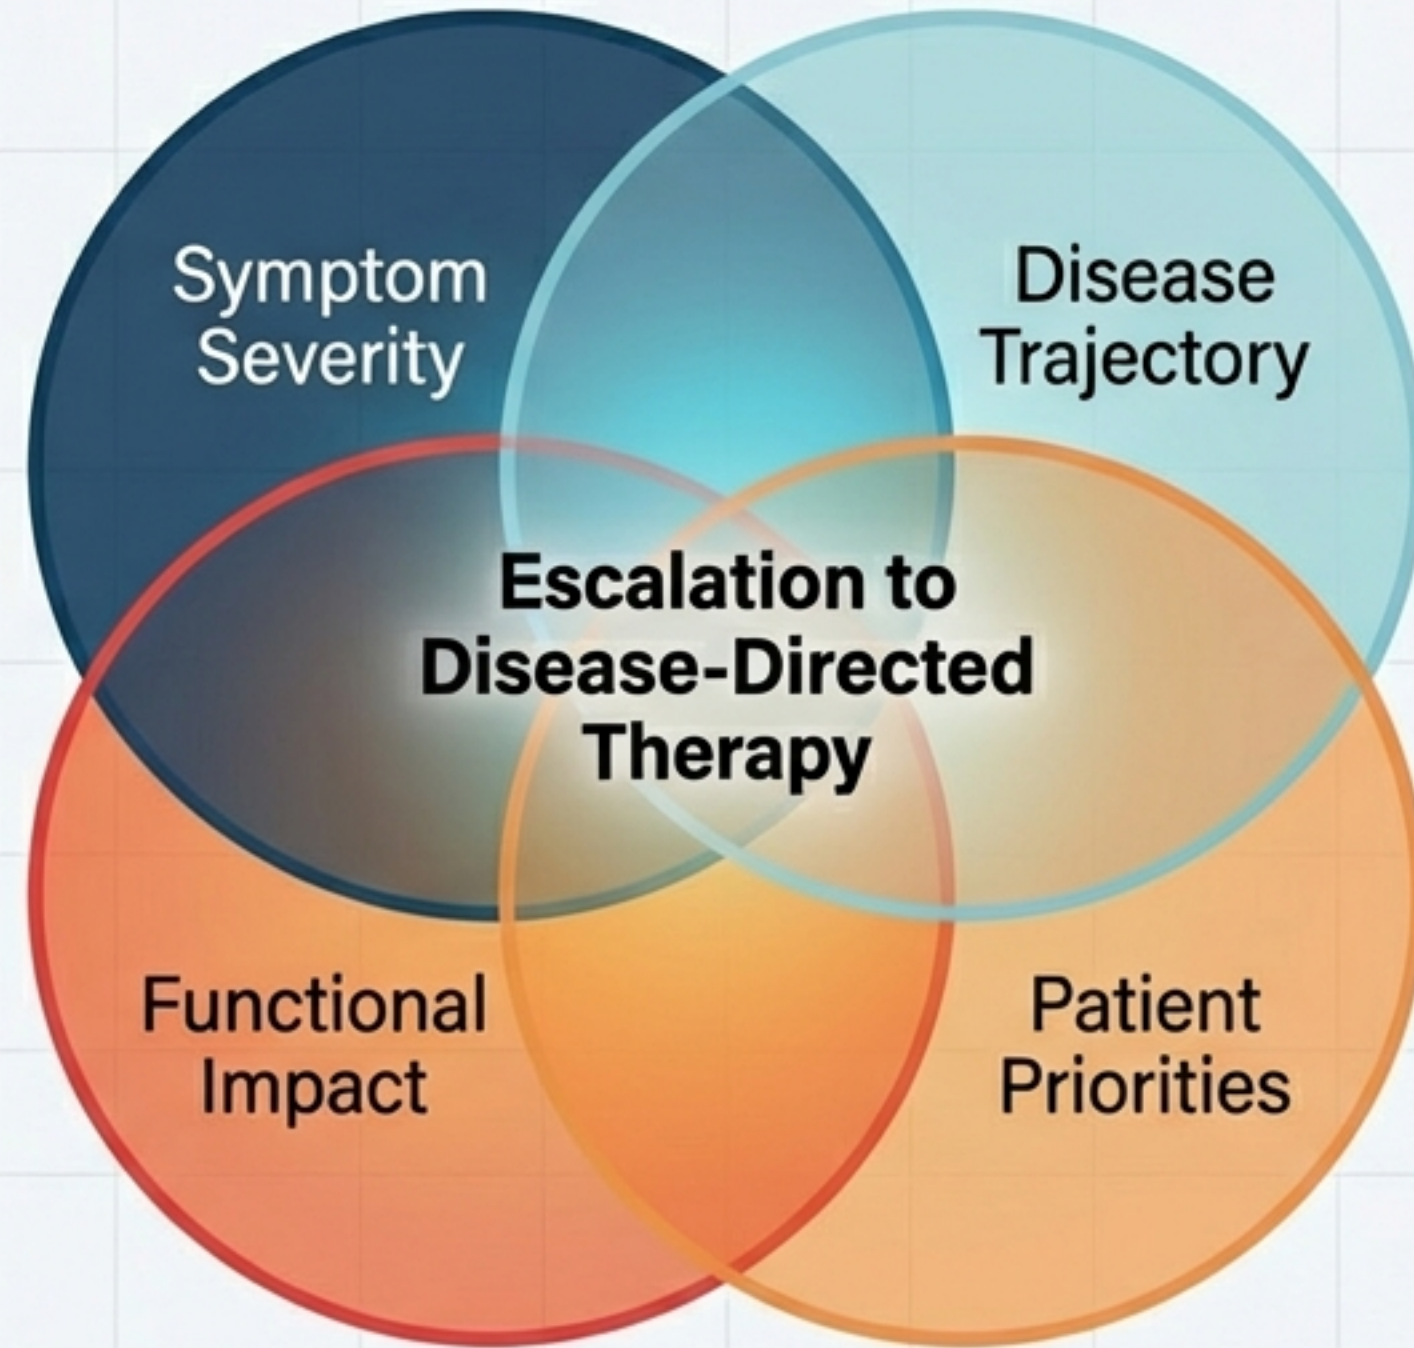 Symptom
Severity
Disease
Trajectory
Escalation to
Disease-Directed
Therapy
Functional
Impact
Patient
Priorities